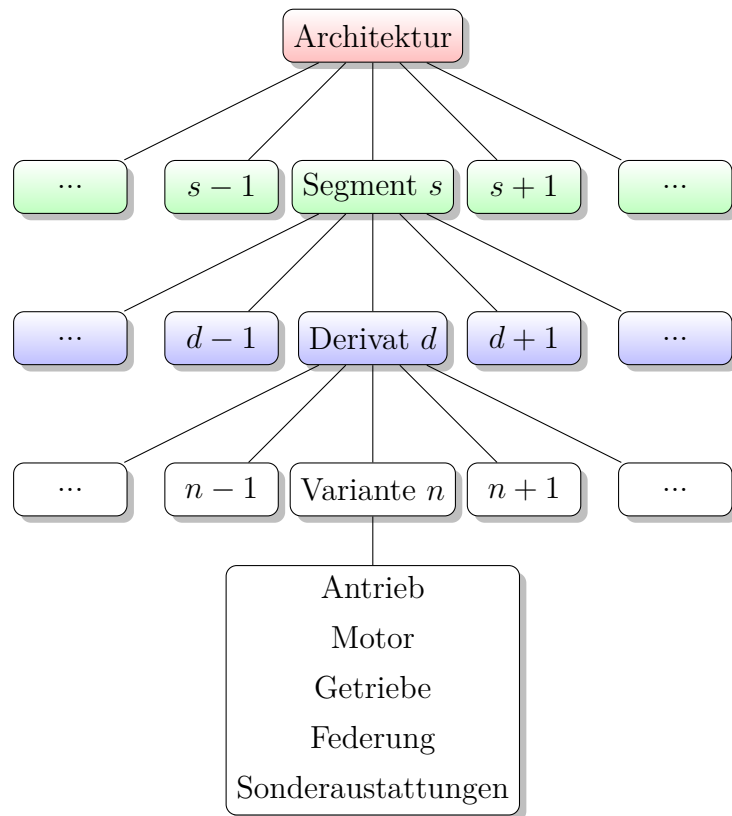 Architektur
... s − 1 Segment s s + 1 ...
... d − 1 Derivat d d + 1 ...
... n − 1 Variante n n + 1 ...
Antrieb
Motor
Getriebe
Federung
Sonderaustattungen